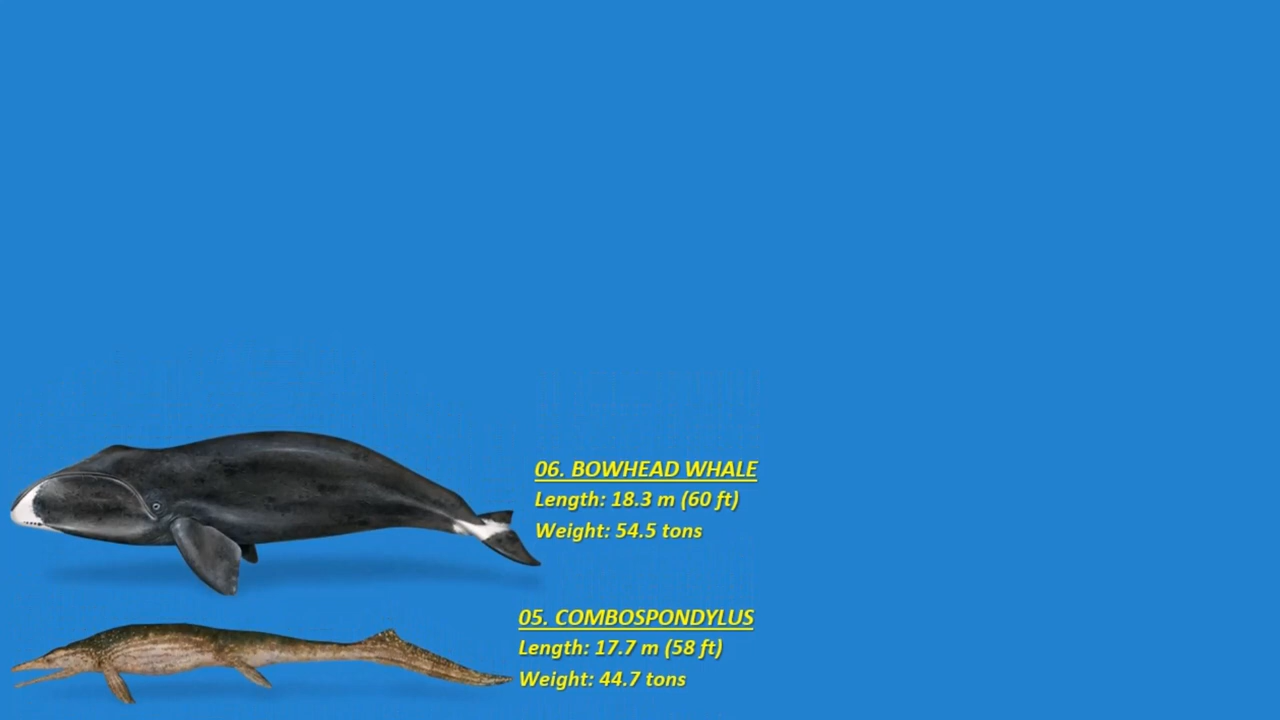 06. BOWHEAD WHALE
Length: 18.3 m (60 ft)
Weight: 54.5 tons
05. COMBOSPONDYLUS
Length: 17.7 m (58 ft)
Weight: 44.7 tons